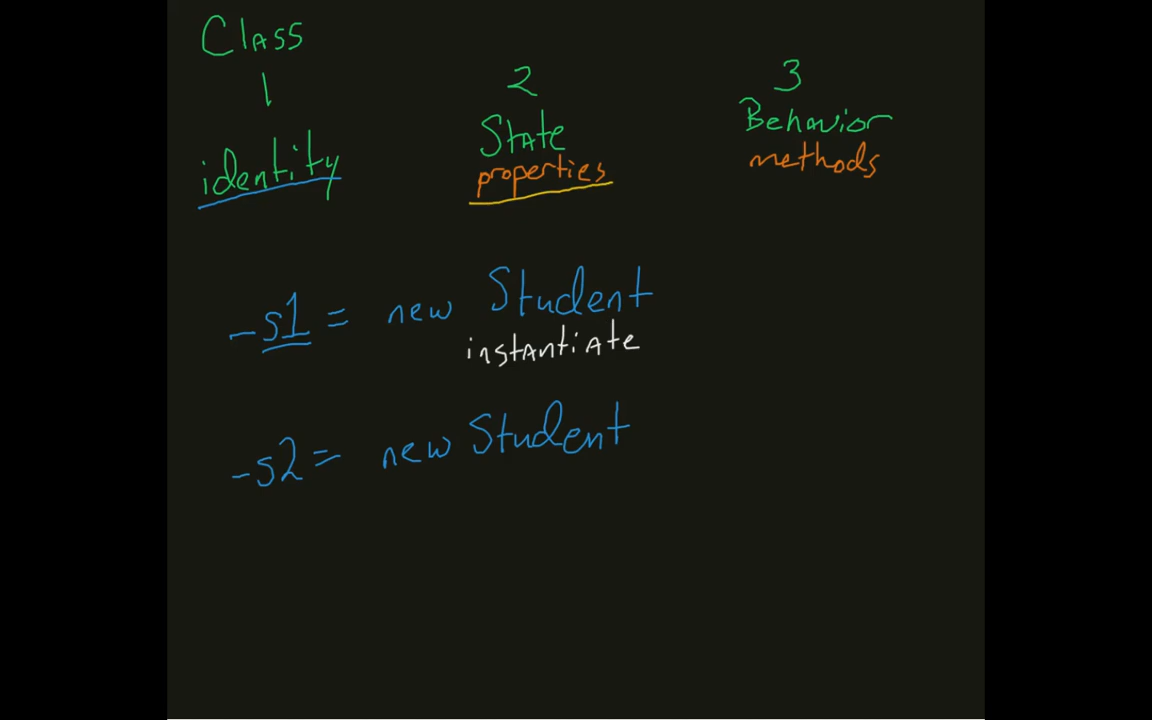 Class
1 2 3
identity State Behavior
properties methods
-s1 = new Student
instantiate
-s2 = new Student